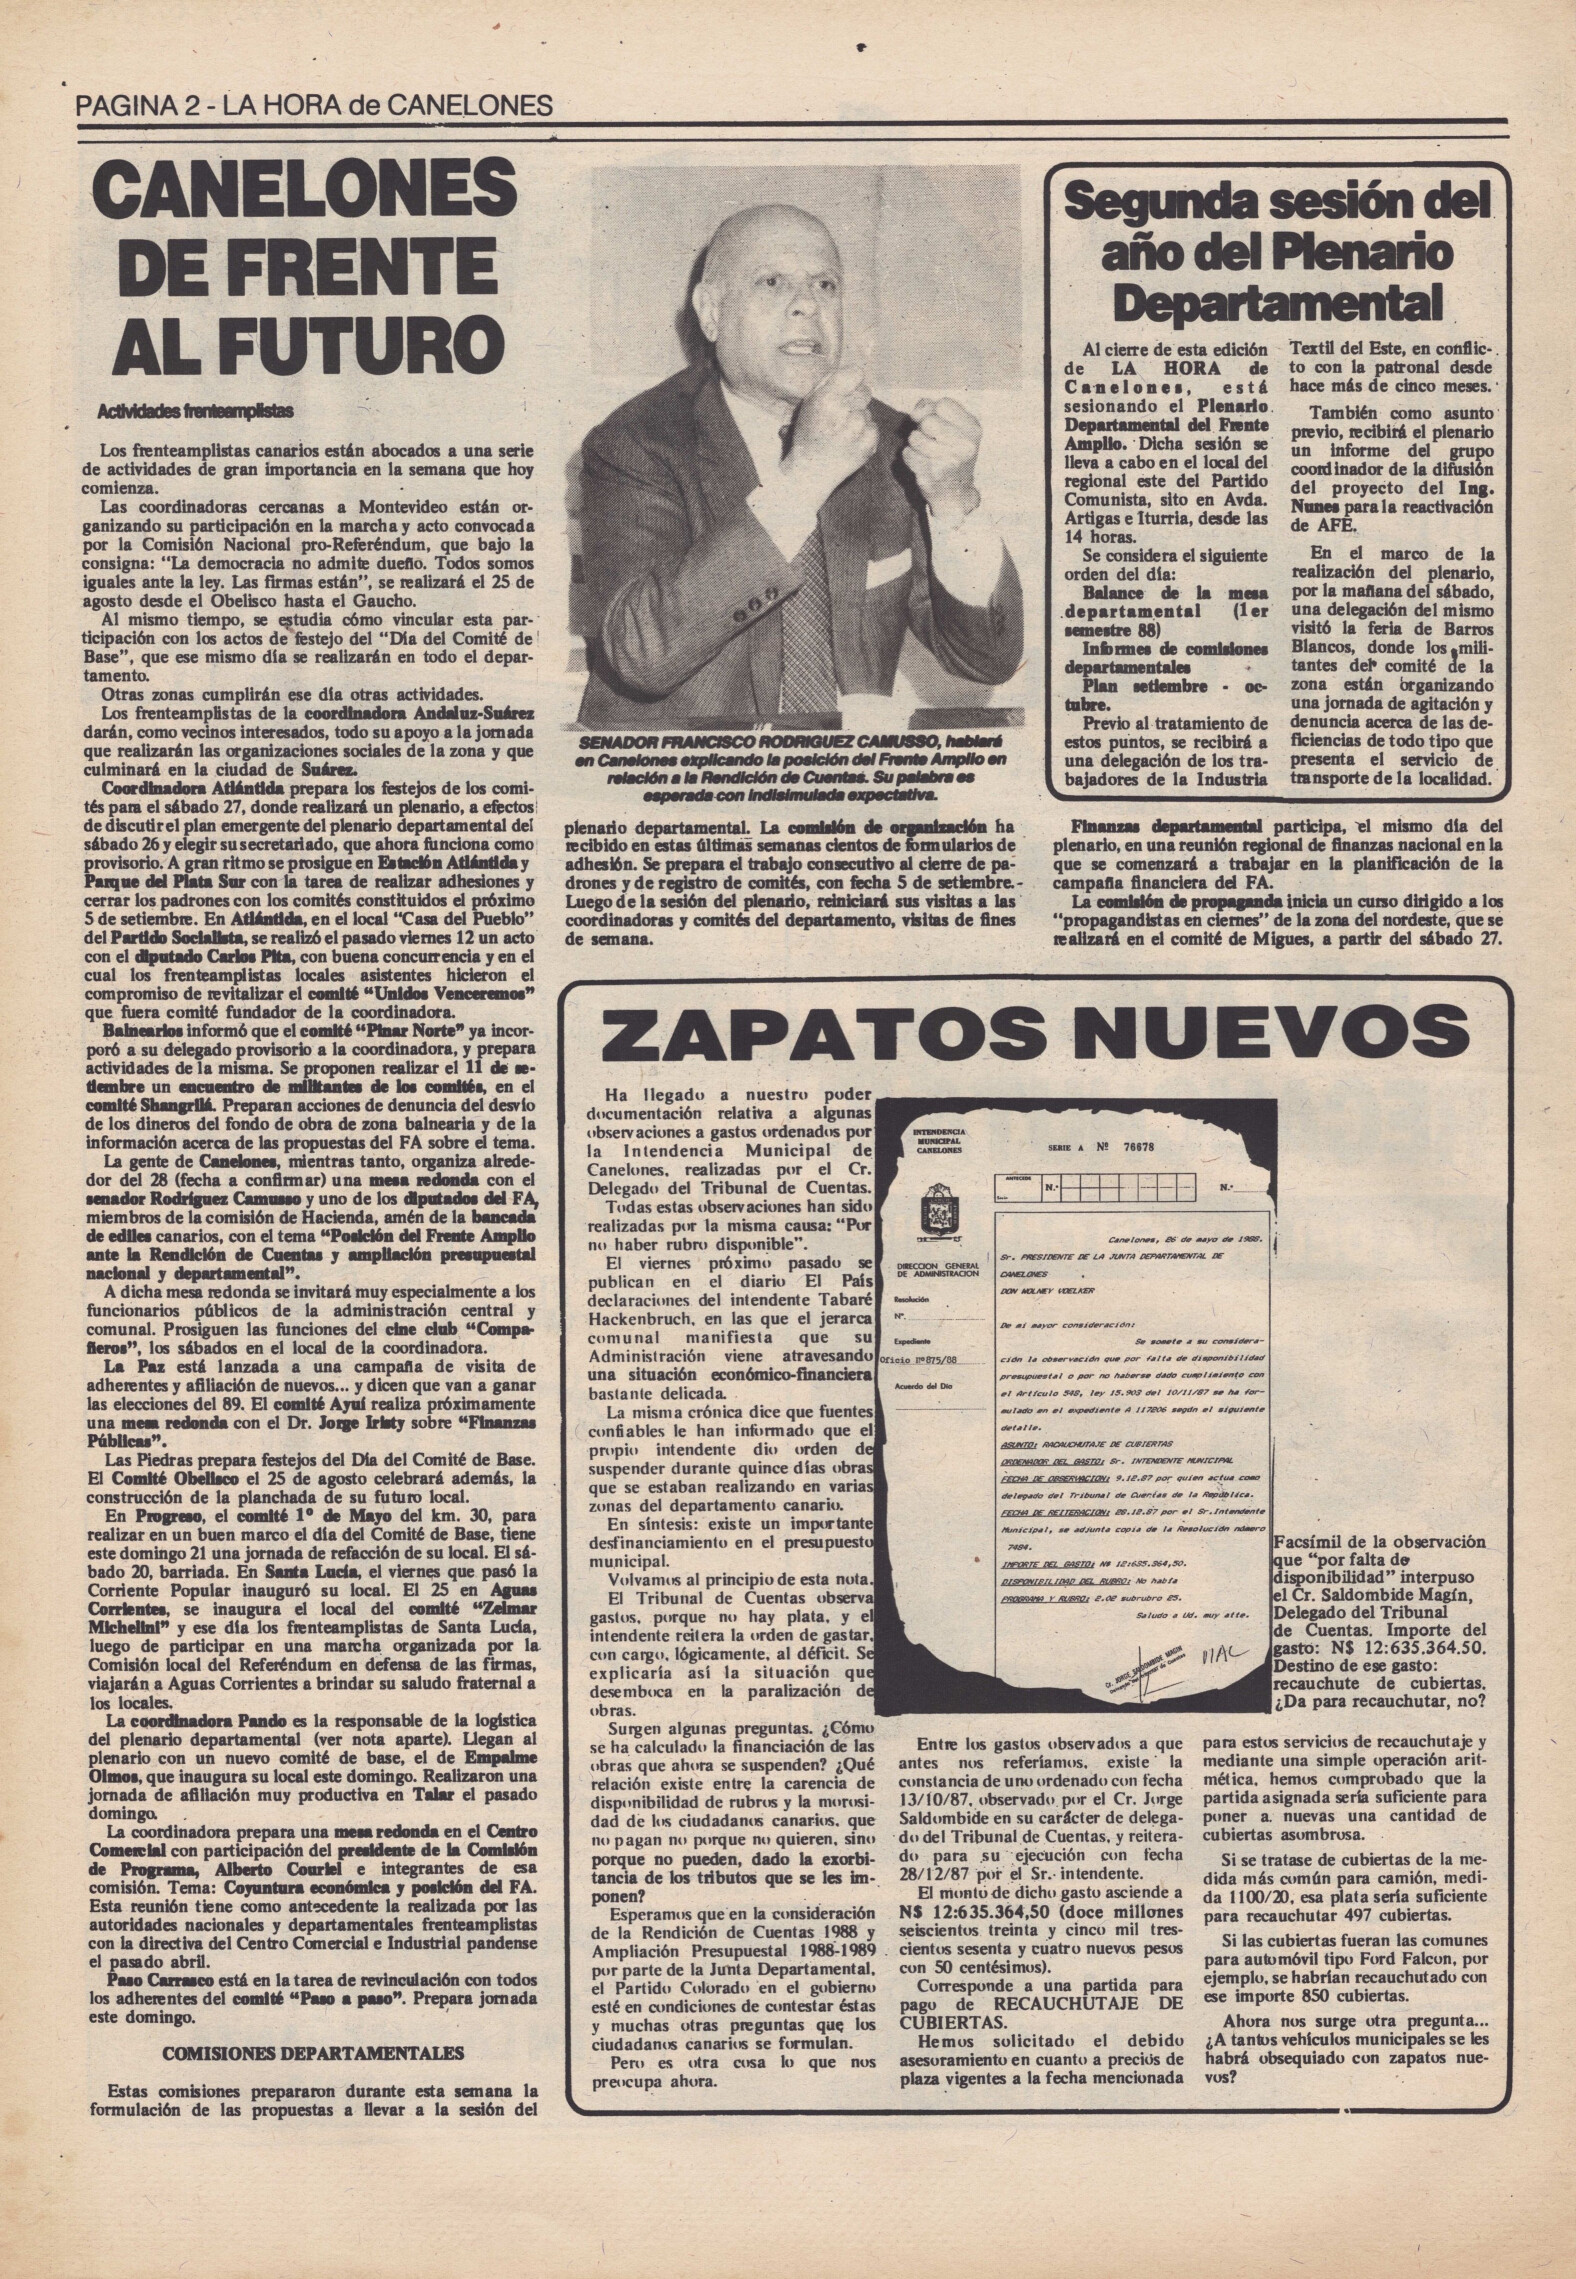 PAGINA 2 - LA HORA de CANELONES
CANELONES
DE FRENTE
AL FUTURO
Actividades frenteamplistas
Los frenteamplistas canarios están abocados a una serie
de actividades de gran importancia en la semana que hoy
comienza.
Las coordinadoras cercanas a Montevideo están or-
ganizando su participación en la marcha y acto convocada
por la Comisión Nacional pro-Referéndum, que bajo la
consigna: “La democracia no admite dueño. Todos somos
iguales ante la ley. Las firmas están”, se realizará el 25 de
agosto desde el Obelisco hasta el Gaucho.
Al mismo tiempo, se estudia cómo vincular esta par-
ticipación con los actos de festejo del “Día del Comité de
Base”, que ese mismo día se realizarán en todo el depar-
tamento.
Otras zonas cumplirán ese día otras actividades.
Los frenteamplistas de la coordinadora Andaluz-Suárez
darán, como vecinos interesados, todo su apoyo a la jornada
que realizarán las organizaciones sociales de la zona y que
culminará en la ciudad de Suárez.
Coordinadora Atlántida prepara los festejos de los comi-
tés para el sábado 27, donde realizará un plenario, a efectos
de discutir el plan emergente del plenario departamental del
sábado 26 y elegir su secretariado, que ahora funciona como
provisorio. A gran ritmo se prosigue en Estación Atlántida y
Parque del Plata Sur con la tarea de realizar adhesiones y
cerrar los padrones con los comités constituidos el próximo
5 de setiembre. En Atlántida, en el local “Casa del Pueblo”
del Partido Socialista, se realizó el pasado viernes 12 un acto
con el diputado Carlos Pita, con buena concurrencia y en el
cual los frenteamplistas locales asistentes hicieron el
compromiso de revitalizar el comité “Unidos Venceremos”
que fuera comité fundador de la coordinadora.
Balnearios informó que el comité “Pinar Norte” ya incor-
poró a su delegado provisorio a la coordinadora, y prepara
actividades de la misma. Se proponen realizar el 11 de se-
tiembre un encuentro de militantes de los comités, en el
comité Shangrilá. Preparan acciones de denuncia del desvío
de los dineros del fondo de obra de zona balnearia y de la
información acerca de las propuestas del FA sobre el tema.
La gente de Canelones, mientras tanto, organiza alrede-
dor del 28 (fecha a confirmar) una mesa redonda con el
senador Rodríguez Camusso y uno de los diputados del FA,
miembros de la comisión de Hacienda, amén de la bancada
de ediles canarios, con el tema “Posición del Frente Amplio
ante la Rendición de Cuentas y ampliación presupuestal
nacional y departamental”.
A dicha mesa redonda se invitará muy especialmente a los
funcionarios públicos de la administración central y
comunal. Prosiguen las funciones del cine club “Compa-
ñeros”, los sábados en el local de la coordinadora.
La Paz está lanzada a una campaña de visita de
adherentes y afiliación de nuevos... y dicen que van a ganar
las elecciones del 89. El comité Ayuí realiza próximamente
una mesa redonda con el Dr. Jorge Iristy sobre “Finanzas
Públicas”.
Las Piedras prepara festejos del Día del Comité de Base.
El Comité Obelisco el 25 de agosto celebrará además, la
construcción de la planchada de su futuro local.
En Progreso, el comité 1º de Mayo del km. 30, para
realizar en un buen marco el día del Comité de Base, tiene
este domingo 21 una jornada de refacción de su local. El sá-
bado 20, barriada. En Santa Lucía, el viernes que pasó la
Corriente Popular inauguró su local. El 25 en Aguas
Corrientes, se inaugura el local del comité “Zelmar
Michelini” y ese día los frenteamplistas de Santa Lucía,
luego de participar en una marcha organizada por la
Comisión local del Referéndum en defensa de las firmas,
viajarán a Aguas Corrientes a brindar su saludo fraternal a
los locales.
La coordinadora Pando es la responsable de la logística
del plenario departamental (ver nota aparte). Llegan al
plenario con un nuevo comité de base, el de Empalme
Olmos, que inaugura su local este domingo. Realizaron una
jornada de afiliación muy productiva en Talar el pasado
domingo.
La coordinadora prepara una mesa redonda en el Centro
Comercial con participación del presidente de la Comisión
de Programa, Alberto Couriel e integrantes de esa
comisión. Tema: Coyuntura económica y posición del FA.
Esta reunión tiene como antecedente la realizada por las
autoridades nacionales y departamentales frenteamplistas
con la directiva del Centro Comercial e Industrial pandense
el pasado abril.
Paso Carrasco está en la tarea de revinculación con todos
los adherentes del comité “Paso a paso”. Prepara jornada
este domingo.
COMISIONES DEPARTAMENTALES
Estas comisiones prepararon durante esta semana la
formulación de las propuestas a llevar a la sesión del
SENADOR FRANCISCO RODRIGUEZ CAMUSSO, hablará
en Canelones explicando la posición del Frente Amplio en
relación a la Rendición de Cuentas. Su palabra es
esperada con indisimulada expectativa.
plenario departamental. La comisión de organización ha
recibido en estas últimas semanas cientos de formularios de
adhesión. Se prepara el trabajo consecutivo al cierre de pa-
drones y de registro de comités, con fecha 5 de setiembre.-
Luego de la sesión del plenario, reiniciará sus visitas a las
coordinadoras y comités del departamento, visitas de fines
de semana.
Finanzas departamental participa, el mismo día del
plenario, en una reunión regional de finanzas nacional en la
que se comenzará a trabajar en la planificación de la
campaña financiera del FA.
La comisión de propaganda inicia un curso dirigido a los
“propagandistas en ciernes” de la zona del nordeste, que se
realizará en el comité de Migues, a partir del sábado 27.
Segunda sesión del
año del Plenario
Departamental
Al cierre de esta edición
de LA HORA de
Canelones, está
sesionando el Plenario
Departamental del Frente
Amplio. Dicha sesión se
lleva a cabo en el local del
regional este del Partido
Comunista, sito en Avda.
Artigas e Iturria, desde las
14 horas.
Se considera el siguiente
orden del día:
Balance de la mesa
departamental (1er
semestre 88)
Informes de comisiones
departamentales
Plan setiembre - oc-
tubre.
Previo al tratamiento de
estos puntos, se recibirá a
una delegación de los tra-
bajadores de la Industria
Textil del Este, en conflic-
to con la patronal desde
hace más de cinco meses.
También como asunto
previo, recibirá el plenario
un informe del grupo
coordinador de la difusión
del proyecto del Ing.
Nunes para la reactivación
de AFE.
En el marco de la
realización del plenario,
por la mañana del sábado,
una delegación del mismo
visitó la feria de Barros
Blancos, donde los mili-
tantes del comité de la
zona están organizando
una jornada de agitación y
denuncia acerca de las de-
ficiencias de todo tipo que
presenta el servicio de
transporte de la localidad.
ZAPATOS NUEVOS
Ha llegado a nuestro poder
documentación relativa a algunas
observaciones a gastos ordenados por
la Intendencia Municipal de
Canelones, realizadas por el Cr.
Delegado del Tribunal de Cuentas.
Todas estas observaciones han sido
realizadas por la misma causa: “Por
no haber rubro disponible”.
El viernes próximo pasado se
publican en el diario El País
declaraciones del intendente Tabaré
Hackenbruch, en las que el jerarca
comunal manifiesta que su
Administración viene atravesando
una situación económico-financiera
bastante delicada.
La misma crónica dice que fuentes
confiables le han informado que el
propio intendente dio orden de
suspender durante quince días obras
que se estaban realizando en varias
zonas del departamento canario.
En síntesis: existe un importante
desfinanciamiento en el presupuesto
municipal.
Volvamos al principio de esta nota.
El Tribunal de Cuentas observa
gastos, porque no hay plata, y el
intendente reitera la orden de gastar,
con cargo, lógicamente, al déficit. Se
explicaría así la situación que
desemboca en la paralización de
obras.
Surgen algunas preguntas. ¿Cómo
se ha calculado la financiación de las
obras que ahora se suspenden? ¿Qué
relación existe entre la carencia de
disponibilidad de rubros y la morosi-
dad de los ciudadanos canarios, que
no pagan no porque no quieren, sino
porque no pueden, dado la exorbi-
tancia de los tributos que se les im-
ponen?
Esperamos que en la consideración
de la Rendición de Cuentas 1988 y
Ampliación Presupuestal 1988-1989
por parte de la Junta Departamental,
el Partido Colorado en el gobierno
esté en condiciones de contestar éstas
y muchas otras preguntas que los
ciudadanos canarios se formulan.
Pero es otra cosa lo que nos
preocupa ahora.
INTENDENCIA
MUNICIPAL
CANELONES
SERIE A Nº 76678
ANTECEDE
N.º
N.º
DIRECCION GENERAL
DE ADMINISTRACION
Resolución
Nº.
Expediente
Oficio Nº875/88
Acuerdo del Día
Canelones, 26 de mayo de 1988.
Sr. PRESIDENTE DE LA JUNTA DEPARTAMENTAL DE
CANELONES
DON WOLNEY VOELKER
De mi mayor consideración:
Se somete a su considera-
ción la observación que por falta de disponibilidad
presupuestal o por no haberse dado cumplimiento con
el Artículo 548, ley 15.903 del 10/11/87 se ha for-
mulado en el expediente A 117206 según el siguiente
detalle.
ASUNTO: RACAUCHUTAJE DE CUBIERTAS
ORDENADOR DEL GASTO: Sr. INTENDENTE MUNICIPAL
FECHA DE OBSERVACION: 9.12.87 por quien actua como
delegado del Tribunal de Cuentas de la República.
FECHA DE REITERACION: 28.12.87 por el Sr. Intendente
Municipal, se adjunta copia de la Resolución número
7484.
IMPORTE DEL GASTO: N$ 12:635.364,50.
DISPONIBILIDAD DEL RUBRO: No había
PROGRAMA Y RUBRO: 2.02 subrubro 25.
Saludo a Ud. muy atte.
Cr. JORGE SALDOMBIDE MAGIN
Facsímil de la observación
que “por falta de
disponibilidad” interpuso
el Cr. Saldombide Magín,
Delegado del Tribunal
de Cuentas. Importe del
gasto: N$ 12:635.364.50.
Destino de ese gasto:
recauchute de cubiertas.
¿Da para recauchutar, no?
Entre los gastos observados a que
antes nos referíamos, existe la
constancia de uno ordenado con fecha
13/10/87, observado por el Cr. Jorge
Saldombide en su carácter de delega-
do del Tribunal de Cuentas, y reitera-
do para su ejecución con fecha
28/12/87 por el Sr. intendente.
El monto de dicho gasto asciende a
N$ 12:635.364,50 (doce millones
seiscientos treinta y cinco mil tres-
cientos sesenta y cuatro nuevos pesos
con 50 centésimos).
Corresponde a una partida para
pago de RECAUCHUTAJE DE
CUBIERTAS.
Hemos solicitado el debido
asesoramiento en cuanto a precios de
plaza vigentes a la fecha mencionada
para estos servicios de recauchutaje y
mediante una simple operación arit-
mética, hemos comprobado que la
partida asignada sería suficiente para
poner a nuevas una cantidad de
cubiertas asombrosa.
Si se tratase de cubiertas de la me-
dida más común para camión, medi-
da 1100/20, esa plata sería suficiente
para recauchutar 497 cubiertas.
Si las cubiertas fueran las comunes
para automóvil tipo Ford Falcon, por
ejemplo, se habrían recauchutado con
ese importe 850 cubiertas.
Ahora nos surge otra pregunta...
¿A tantos vehículos municipales se les
habrá obsequiado con zapatos nue-
vos?